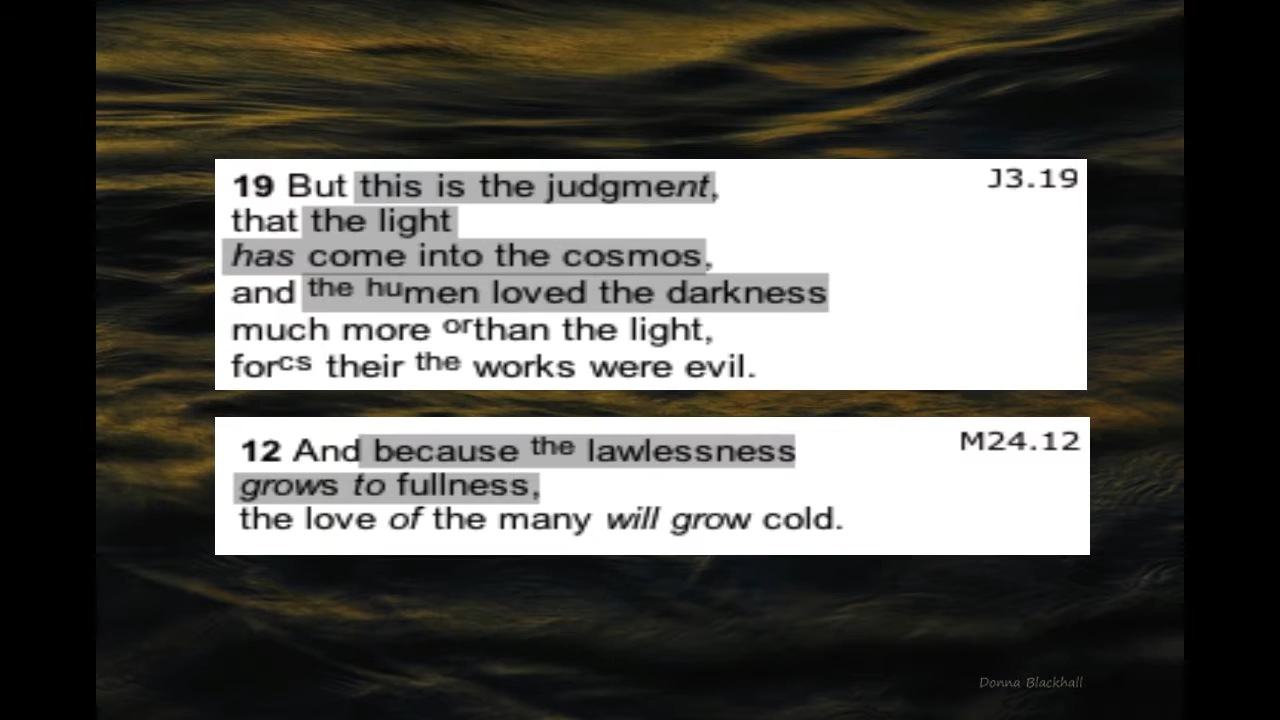 19 But this is the judgment, J3.19
that the light
has come into the cosmos,
and the humen loved the darkness
much more orthan the light,
forcs their the works were evil.
12 And because the lawlessness M24.12
grows to fullness,
the love of the many will grow cold.
Donna Blackhall